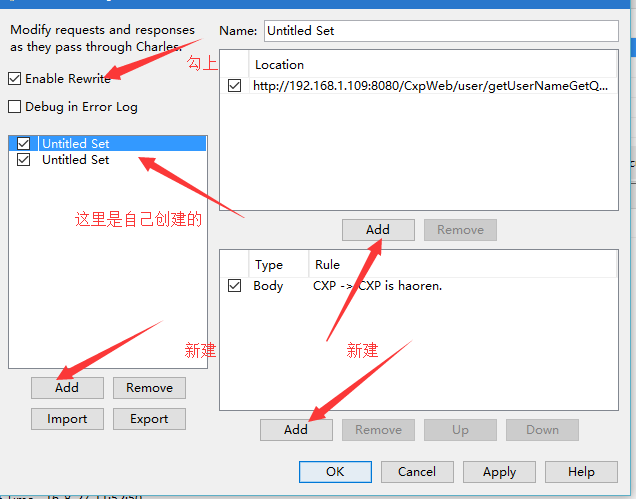 Modify requests and responses
as they pass through Charles.
Enable Rewrite
勾上
Debug in Error Log
Untitled Set
Untitled Set
这里是自己创建的
新建
Add
Remove
Import
Export
Name: Untitled Set
Location
http://192.168.1.109:8080/CxpWeb/user/getUserNameGetQ...
Add
Remove
Type Rule
Body CXP -> CXP is haoren.
新建
Add
Remove
Up
Down
OK
Cancel
Apply
Help